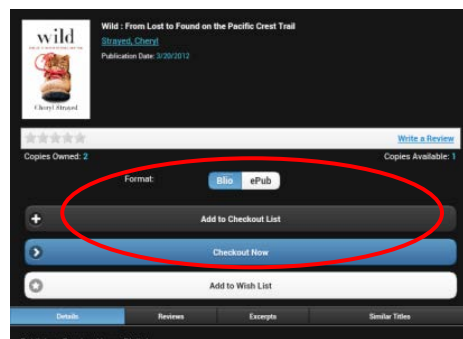 wild
Cheryl Strayed
Wild : From Lost to Found on the Pacific Crest Trail
Strayed, Cheryl
Publication Date: 3/20/2012
Write a Review
Copies Owned: 2
Copies Available: 1
Format: Blio ePub
Add to Checkout List
Checkout Now
Add to Wish List
Details Reviews Excerpts Similar Titles